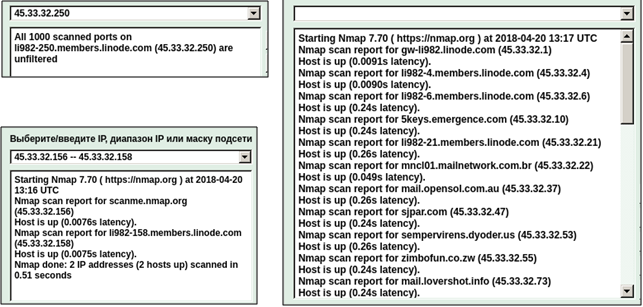 45.33.32.250
All 1000 scanned ports on
li982-250.members.linode.com (45.33.32.250) are
unfiltered
Выберите/введите IP, диапазон IP или маску подсети
45.33.32.156 -- 45.33.32.158
Starting Nmap 7.70 ( https://nmap.org ) at 2018-04-20
13:16 UTC
Nmap scan report for scanme.nmap.org
(45.33.32.156)
Host is up (0.0076s latency).
Nmap scan report for li982-158.members.linode.com
(45.33.32.158)
Host is up (0.0075s latency).
Nmap done: 2 IP addresses (2 hosts up) scanned in
0.51 seconds
Starting Nmap 7.70 ( https://nmap.org ) at 2018-04-20 13:17 UTC
Nmap scan report for gw-li982.linode.com (45.33.32.1)
Host is up (0.0091s latency).
Nmap scan report for li982-4.members.linode.com (45.33.32.4)
Host is up (0.0090s latency).
Nmap scan report for li982-6.members.linode.com (45.33.32.6)
Host is up (0.24s latency).
Nmap scan report for 5keys.emergence.com (45.33.32.10)
Host is up (0.24s latency).
Nmap scan report for li982-21.members.linode.com (45.33.32.21)
Host is up (0.26s latency).
Nmap scan report for mncl01.mailnetwork.com.br (45.33.32.22)
Host is up (0.049s latency).
Nmap scan report for mail.opensol.com.au (45.33.32.37)
Host is up (0.26s latency).
Nmap scan report for sjpar.com (45.33.32.47)
Host is up (0.24s latency).
Nmap scan report for sempervirens.dyoder.us (45.33.32.53)
Host is up (0.26s latency).
Nmap scan report for zimbofun.co.zw (45.33.32.55)
Host is up (0.24s latency).
Nmap scan report for mail.lovershot.info (45.33.32.73)
Host is up (0.24s latency).